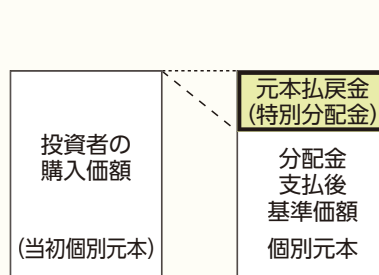 投資者の
購入価額
(当初個別元本)
元本払戻金
(特別分配金)
分配金
支払後
基準価額
個別元本